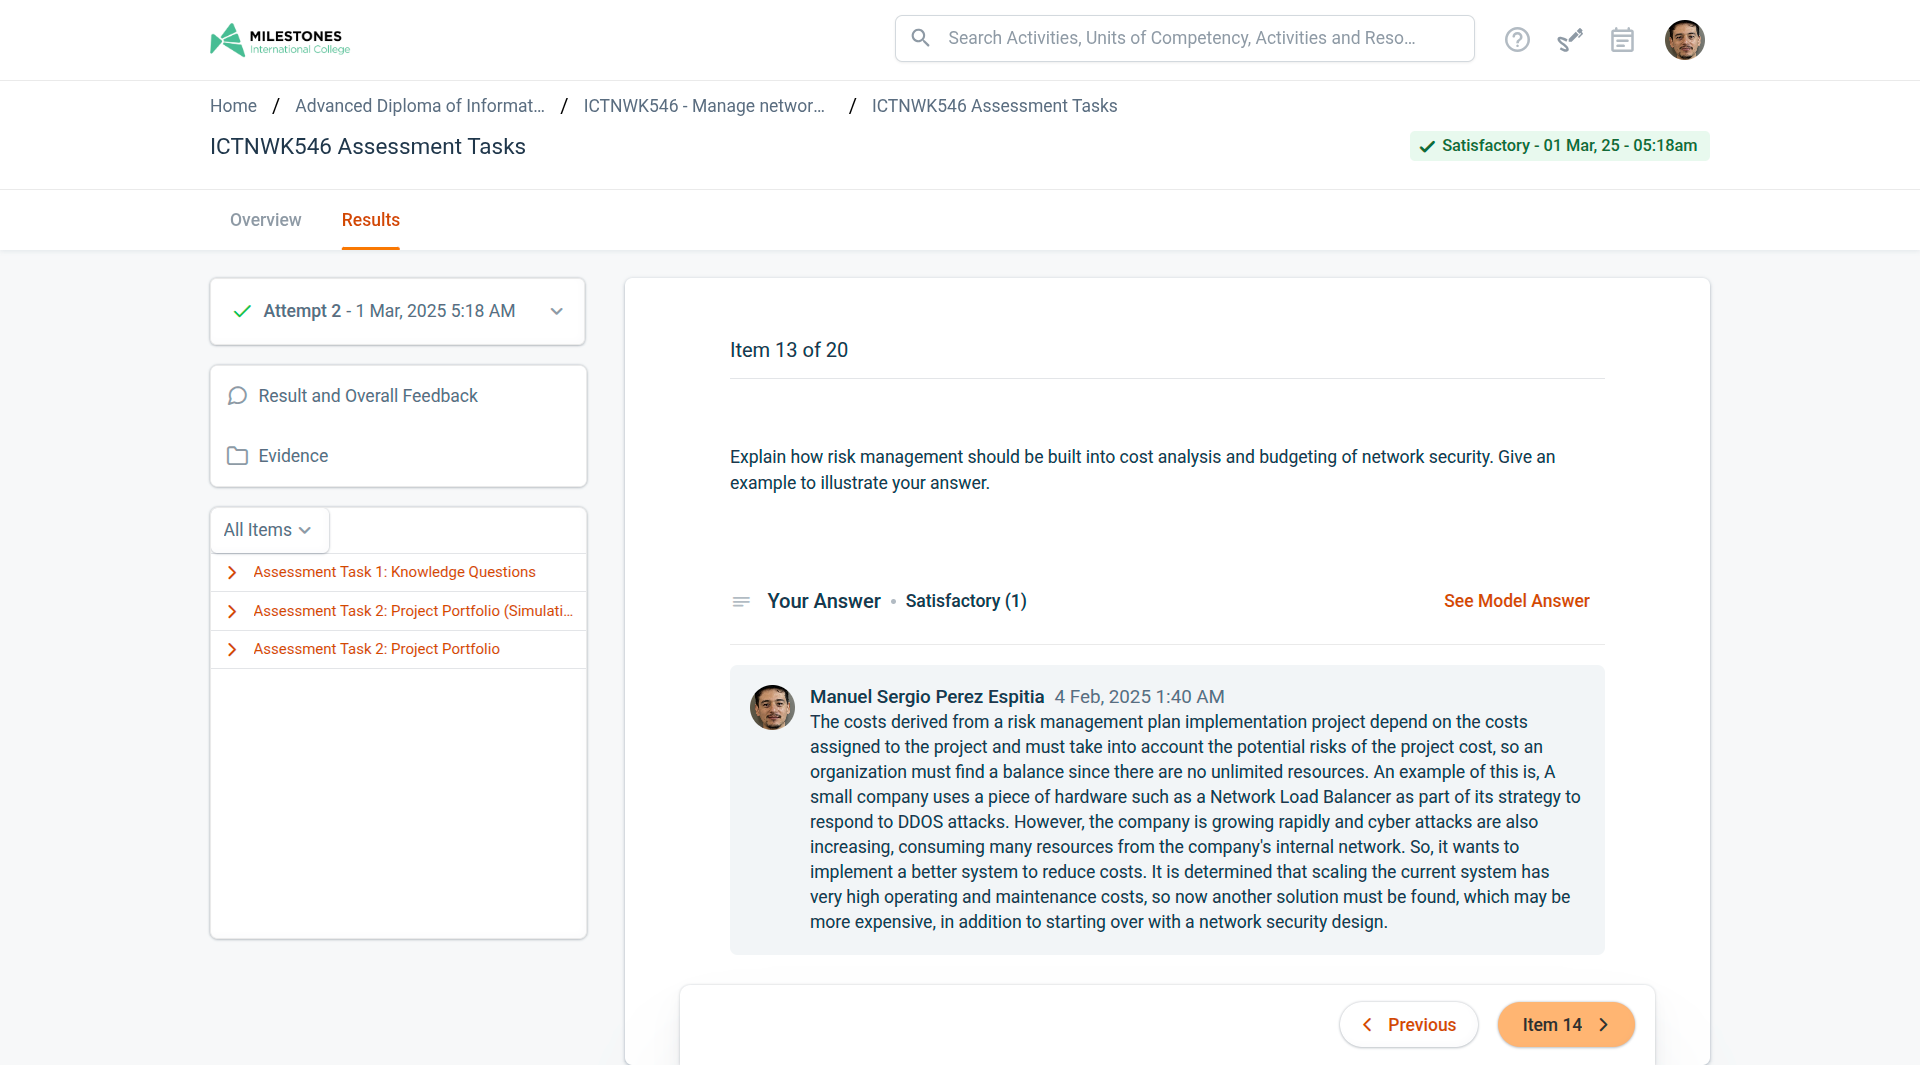 MILESTONES
International College
Search Activities, Units of Competency, Activities and Reso...
Home / Advanced Diploma of Informat... / ICTNWK546 - Manage networ... / ICTNWK546 Assessment Tasks
ICTNWK546 Assessment Tasks
Satisfactory - 01 Mar, 25 - 05:18am
Overview
Results
Attempt 2 - 1 Mar, 2025 5:18 AM
Result and Overall Feedback
Evidence
All Items
Assessment Task 1: Knowledge Questions
Assessment Task 2: Project Portfolio (Simulati...
Assessment Task 2: Project Portfolio
Item 13 of 20
Explain how risk management should be built into cost analysis and budgeting of network security. Give an
example to illustrate your answer.
Your Answer • Satisfactory (1)
See Model Answer
Manuel Sergio Perez Espitia 4 Feb, 2025 1:40 AM
The costs derived from a risk management plan implementation project depend on the costs
assigned to the project and must take into account the potential risks of the project cost, so an
organization must find a balance since there are no unlimited resources. An example of this is, A
small company uses a piece of hardware such as a Network Load Balancer as part of its strategy to
respond to DDOS attacks. However, the company is growing rapidly and cyber attacks are also
increasing, consuming many resources from the company's internal network. So, it wants to
implement a better system to reduce costs. It is determined that scaling the current system has
very high operating and maintenance costs, so now another solution must be found, which may be
more expensive, in addition to starting over with a network security design.
Previous
Item 14